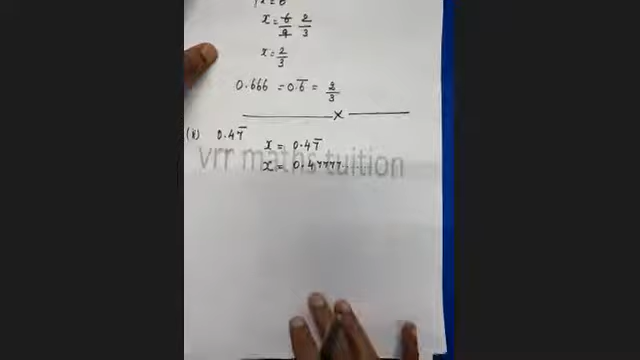 x = 6/9 2/3
x = 2/3
0.666 = 0.6̅ = 2/3
x
(ii) 0.47̅
x = 0.47̅
x = 0.47777.......
vrr maths tuition